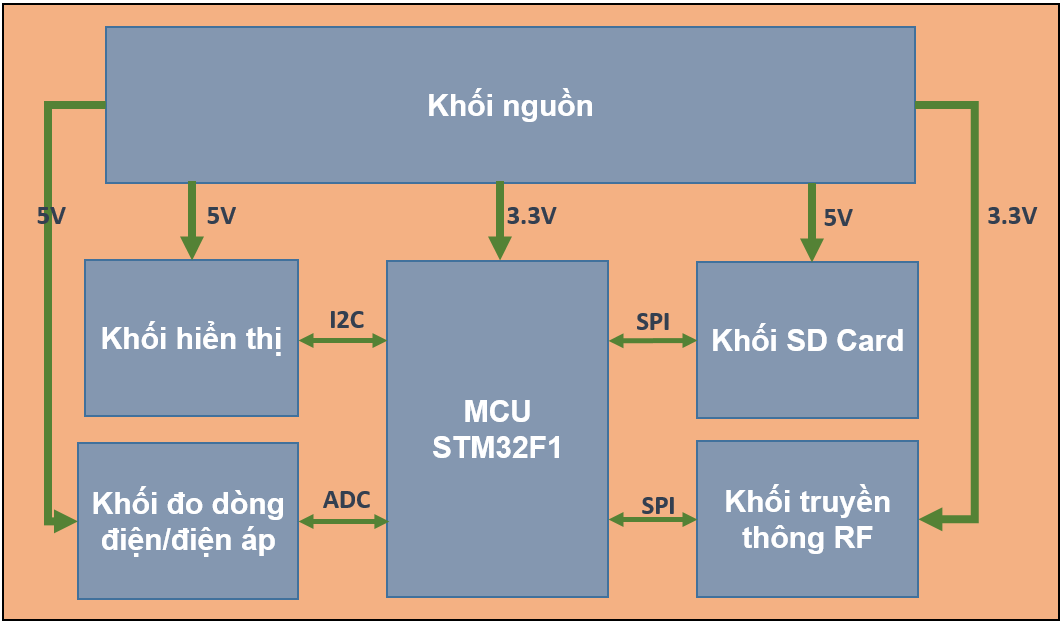 Khối nguồn
5V
5V
3.3V
5V
3.3V
Khối hiển thị
I2C
MCU
STM32F1
SPI
Khối SD Card
Khối đo dòng
điện/điện áp
ADC
SPI
Khối truyền
thông RF